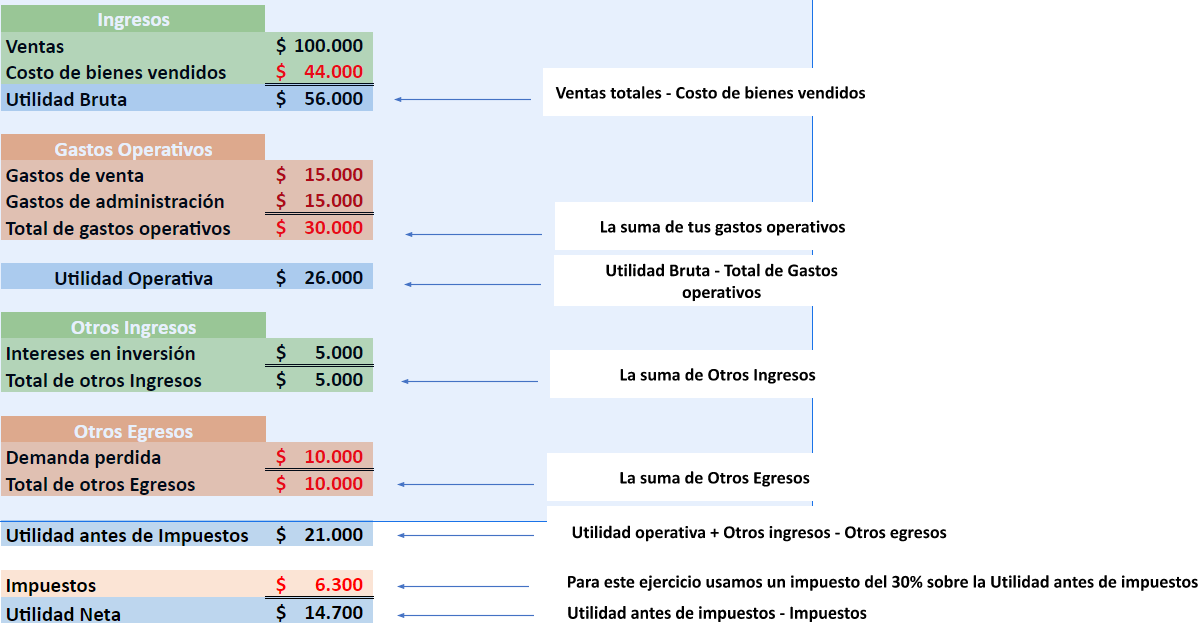 Ingresos
Ventas $ 100.000
Costo de bienes vendidos $ 44.000
Utilidad Bruta $ 56.000
Ventas totales - Costo de bienes vendidos
Gastos Operativos
Gastos de venta $ 15.000
Gastos de administración $ 15.000
Total de gastos operativos $ 30.000
La suma de tus gastos operativos
Utilidad Operativa $ 26.000
Utilidad Bruta - Total de Gastos
operativos
Otros Ingresos
Intereses en inversión $ 5.000
Total de otros Ingresos $ 5.000
La suma de Otros Ingresos
Otros Egresos
Demanda perdida $ 10.000
Total de otros Egresos $ 10.000
La suma de Otros Egresos
Utilidad antes de Impuestos $ 21.000
Utilidad operativa + Otros ingresos - Otros egresos
Impuestos $ 6.300
Para este ejercicio usamos un impuesto del 30% sobre la Utilidad antes de impuestos
Utilidad Neta $ 14.700
Utilidad antes de impuestos - Impuestos